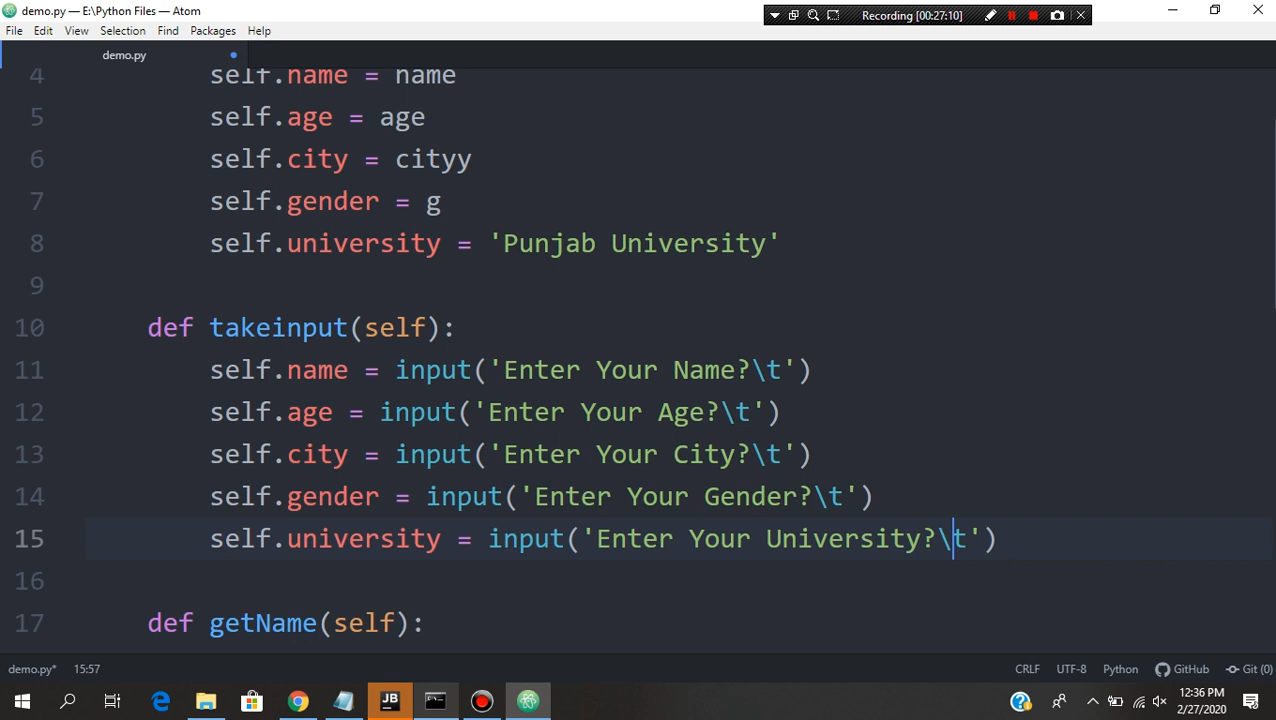 demo.py — E:\Python Files — Atom
Recording [00:27:10]
File Edit View Selection Find Packages Help
demo.py
4 self.name = name
5 self.age = age
6 self.city = cityy
7 self.gender = g
8 self.university = 'Punjab University'
9
10 def takeinput(self):
11 self.name = input('Enter Your Name?\t')
12 self.age = input('Enter Your Age?\t')
13 self.city = input('Enter Your City?\t')
14 self.gender = input('Enter Your Gender?\t')
15 self.university = input('Enter Your University?\t')
16
17 def getName(self):
demo.py* 15:57 CRLF UTF-8 Python GitHub Git (0)
JB
12:36 PM
2/27/2020